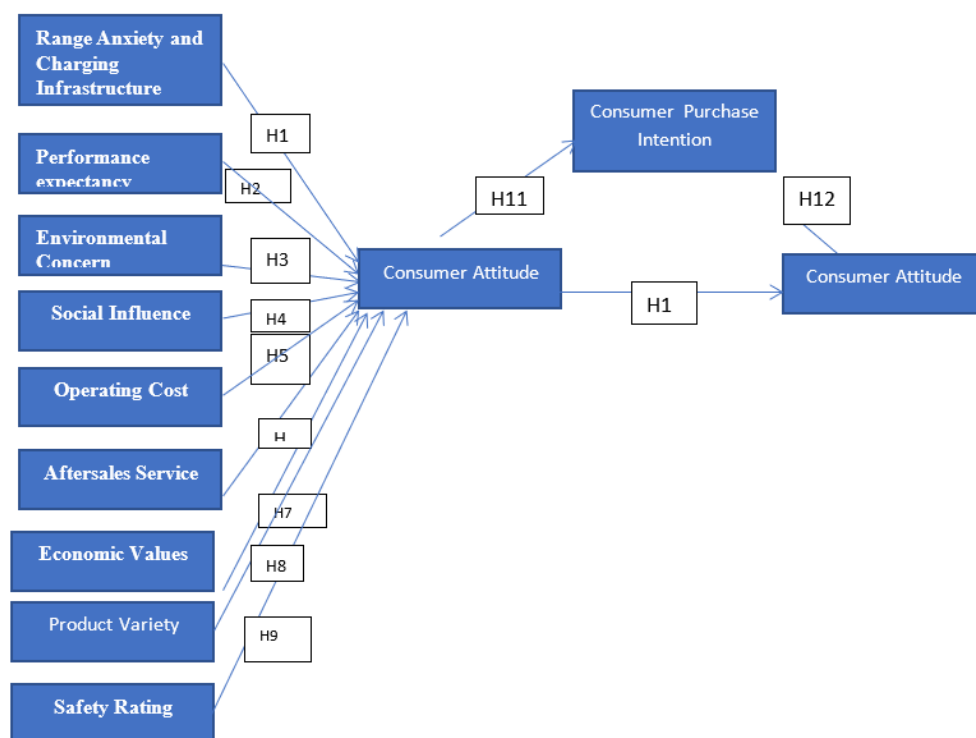 Range Anxiety and
Charging
Infrastructure
H1
Performance
expectancy
H2
Environmental
Concern
H3
Social Influence
H4
H5
Operating Cost
H
Aftersales Service
H7
Economic Values
H8
Product Variety
H9
Safety Rating
Consumer Attitude
H11
Consumer Purchase
Intention
H12
H1
Consumer Attitude